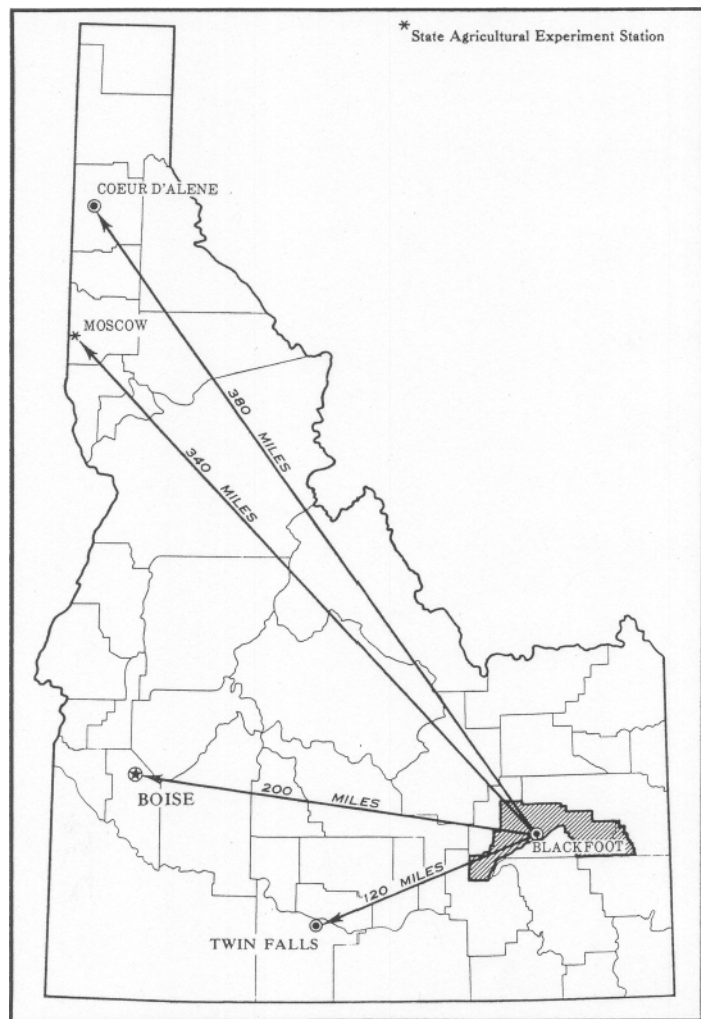 *State Agricultural Experiment Station
COEUR D'ALENE
MOSCOW
380 MILES
340 MILES
BOISE
200 MILES
BLACKFOOT
120 MILES
TWIN FALLS